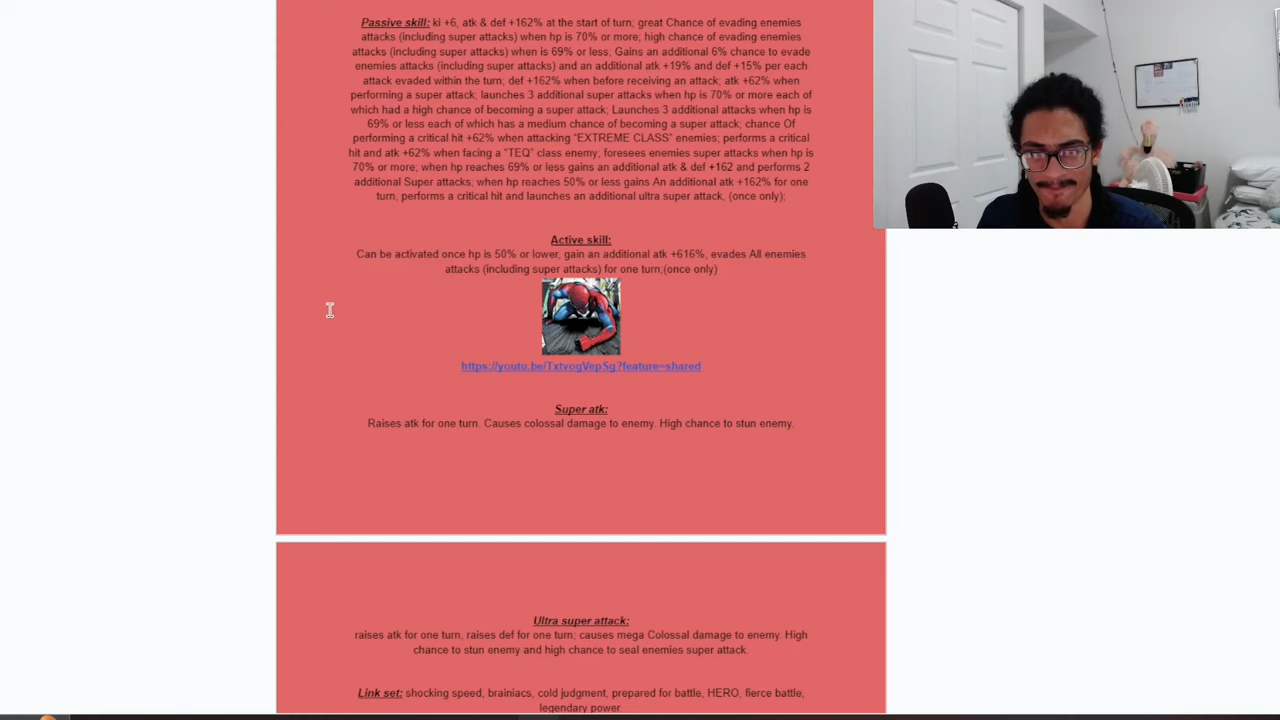 Passive skill: ki +6, atk & def +162% at the start of turn; great Chance of evading enemies
attacks (including super attacks) when hp is 70% or more; high chance of evading enemies
attacks (including super attacks) when is 69% or less; Gains an additional 6% chance to evade
enemies attacks (including super attacks) and an additional atk +19% and def +15% per each
attack evaded within the turn; def +162% when before receiving an attack; atk +62% when
performing a super attack; launches 3 additional super attacks when hp is 70% or more each of
which had a high chance of becoming a super attack; Launches 3 additional attacks when hp is
69% or less each of which has a medium chance of becoming a super attack; chance Of
performing a critical hit +62% when attacking “EXTREME CLASS” enemies; performs a critical
hit and atk +62% when facing a “TEQ” class enemy; foresees enemies super attacks when hp is
70% or more; when hp reaches 69% or less gains an additional atk & def +162 and performs 2
additional Super attacks; when hp reaches 50% or less gains An additional atk +162% for one
turn, performs a critical hit and launches an additional ultra super attack, (once only);
Active skill:
Can be activated once hp is 50% or lower, gain an additional atk +616%, evades All enemies
attacks (including super attacks) for one turn,(once only)
https://youtu.be/TxtvogVepSg?feature=shared
Super atk:
Raises atk for one turn. Causes colossal damage to enemy. High chance to stun enemy.
Ultra super attack:
raises atk for one turn, raises def for one turn; causes mega Colossal damage to enemy. High
chance to stun enemy and high chance to seal enemies super attack.
Link set: shocking speed, brainiacs, cold judgment, prepared for battle, HERO, fierce battle,
legendary power